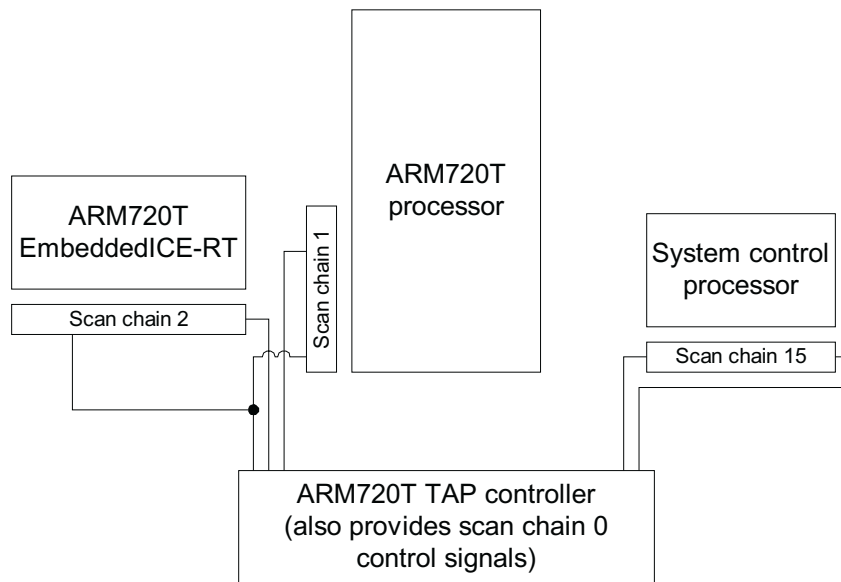 ARM720T
processor
ARM720T
EmbeddedICE-RT
Scan chain 1
System control
processor
Scan chain 2
Scan chain 15
ARM720T TAP controller
(also provides scan chain 0
control signals)